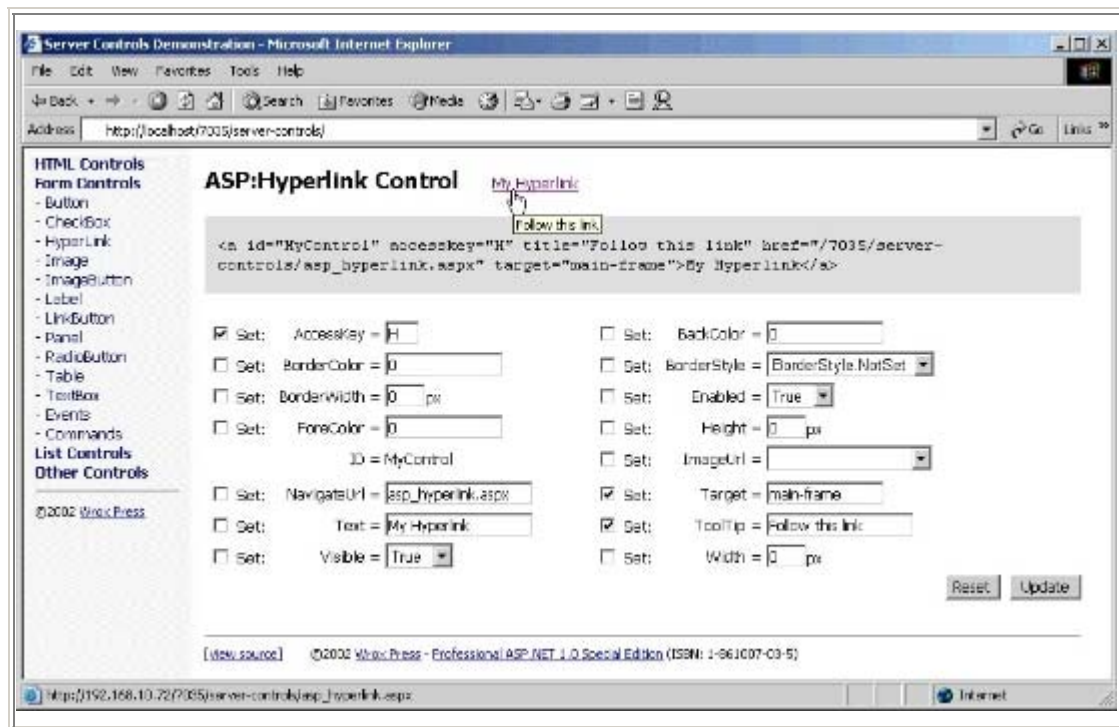 Server Controls Demonstration - Microsoft Internet Explorer
File Edit View Favorites Tools Help
Back Search Favorites Media
Address http://localhost/7035/server-controls/ Go Links »
HTML Controls
Form Controls
- Button
- CheckBox
- HyperLink
- Image
- ImageButton
- Label
- LinkButton
- Panel
- RadioButton
- Table
- TextBox
- Events
- Commands
List Controls
Other Controls
©2002 Wrox Press
ASP:Hyperlink Control My Hyperlink
Follow this link
<a id="MyControl" accesskey="H" title="Follow this link" href="/7035/server-
controls/asp_hyperlink.aspx" target="main-frame">My Hyperlink</a>
Set: AccessKey = H Set: BackColor = 0
Set: BorderColor = 0 Set: BorderStyle = BorderStyle.NotSet
Set: BorderWidth = 0 px Set: Enabled = True
Set: ForeColor = 0 Set: Height = 0 px
ID = MyControl Set: ImageUrl =
Set: NavigateUrl = asp_hyperlink.aspx Set: Target = main-frame
Set: Text = My Hyperlink Set: ToolTip = Follow this link
Set: Visible = True Set: Width = 0 px
Reset Update
[view source] ©2002 Wrox Press - Professional ASP.NET 1.0 Special Edition (ISBN: 1-861007-03-5)
http://192.168.10.72/7035/server-controls/asp_hyperlink.aspx Internet